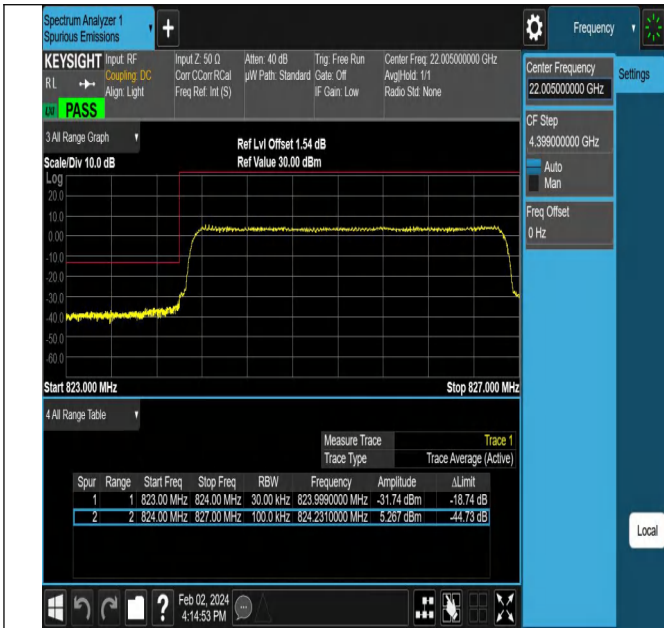 Spectrum Analyzer 1
Spurious Emissions
Frequency
KEYSIGHT Input: RF
RL
Coupling: DC
Align: Light
Input Z: 50 Ω
Corr CCorr RCal
Freq Ref: Int (S)
Atten: 40 dB
µW Path: Standard
Trig: Free Run
Gate: Off
IF Gain: Low
Center Freq: 22.005000000 GHz
Avg|Hold: 1/1
Radio Std: None
PASS
Center Frequency
22.005000000 GHz
Settings
CF Step
4.399000000 GHz
Auto
Man
Freq Offset
0 Hz
3 All Range Graph
Scale/Div 10.0 dB
Ref Lvl Offset 1.54 dB
Ref Value 30.00 dBm
Log
20.0
10.0
0.00
-10.0
-20.0
-30.0
-40.0
-50.0
-60.0
Start 823.000 MHz Stop 827.000 MHz
4 All Range Table
Measure Trace Trace 1
Trace Type Trace Average (Active)
Spur Range Start Freq Stop Freq RBW Frequency Amplitude ΔLimit
1 1 823.00 MHz 824.00 MHz 30.00 kHz 823.9990000 MHz -31.74 dBm -18.74 dB
2 2 824.00 MHz 827.00 MHz 100.0 kHz 824.2310000 MHz 5.267 dBm -44.73 dB
Local
Feb 02, 2024
4:14:53 PM